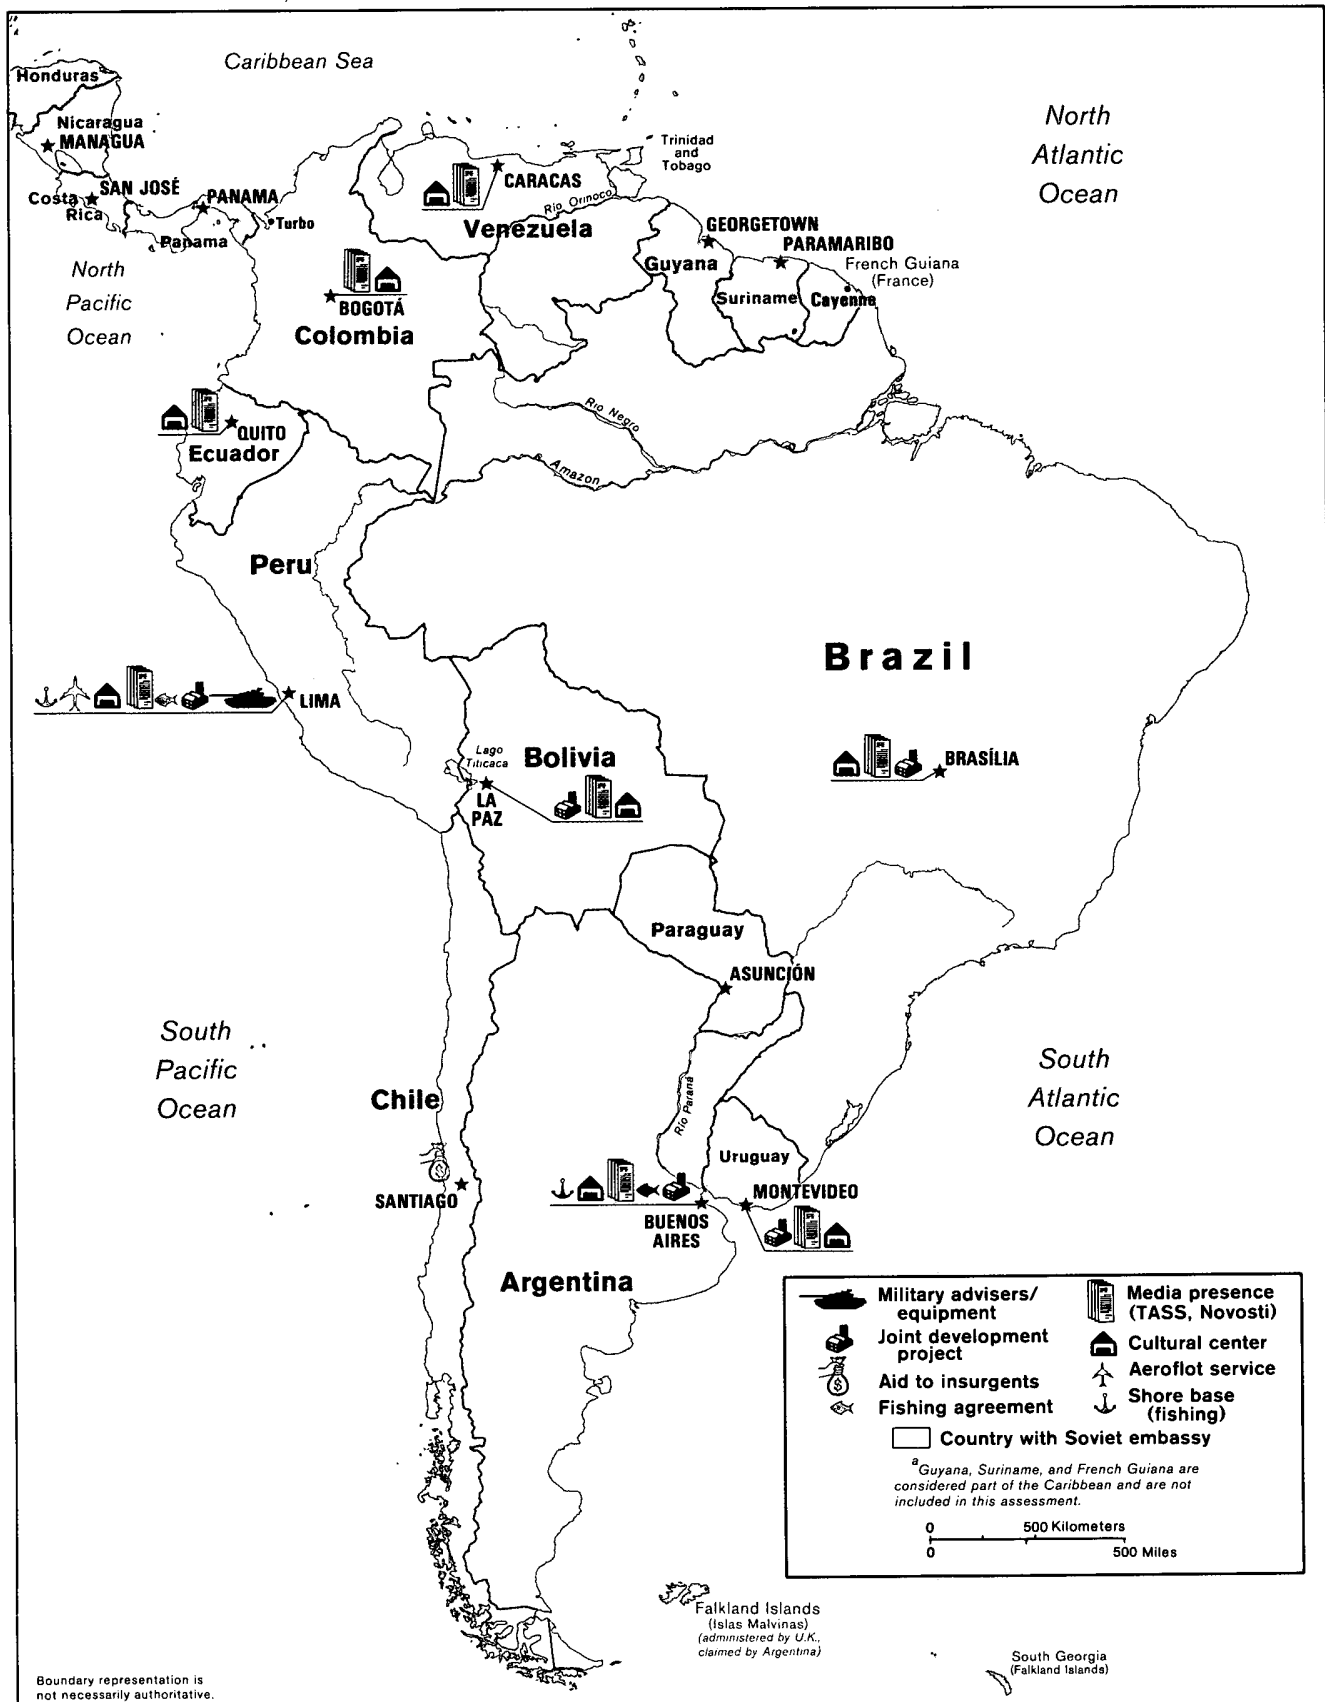 Caribbean Sea
Honduras
Nicaragua
MANAGUA
SAN JOSÉ
Costa
Rica
PANAMA
Panama
Turbo
North
Pacific
Ocean
CARACAS
Venezuela
Rio Orinoco
Trinidad
and
Tobago
North
Atlantic
Ocean
GEORGETOWN
PARAMARIBO
Guyana
Suriname
Cayenne
French Guiana
(France)
BOGOTÁ
Colombia
QUITO
Ecuador
Rio Negro
R. Amazon
Peru
Brazil
LIMA
Lago
Titicaca
Bolivia
LA
PAZ
BRASÍLIA
Paraguay
ASUNCIÓN
South
Pacific
Ocean
Chile
Rio Paraná
South
Atlantic
Ocean
Uruguay
SANTIAGO
$
MONTEVIDEO
BUENOS
AIRES
Argentina
Military advisers/
equipment
Joint development
project
$
Aid to insurgents
Fishing agreement
Media presence
(TASS, Novosti)
Cultural center
Aeroflot service
Shore base
(fishing)
Country with Soviet embassy
a Guyana, Suriname, and French Guiana are
considered part of the Caribbean and are not
included in this assessment.
0 500 Kilometers
0 500 Miles
Falkland Islands
(Islas Malvinas)
(administered by U.K.,
claimed by Argentina)
South Georgia
(Falkland Islands)
Boundary representation is
not necessarily authoritative.